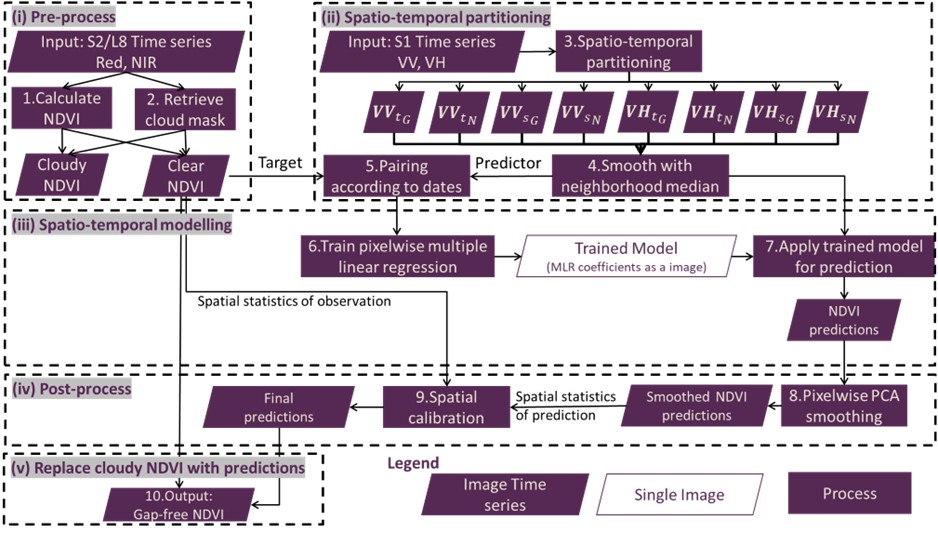 (i) Pre-process
Input: S2/L8 Time series
Red, NIR
1.Calculate
NDVI
2. Retrieve
cloud mask
Cloudy
NDVI
Clear
NDVI
(ii) Spatio-temporal partitioning
Input: S1 Time series
VV, VH
3.Spatio-temporal
partitioning
VV_{t_G}
VV_{t_N}
VV_{s_G}
VV_{s_N}
VH_{t_G}
VH_{t_N}
VH_{s_G}
VH_{s_N}
Target
5.Pairing
according to dates
Predictor
4.Smooth with
neighborhood median
(iii) Spatio-temporal modelling
6.Train pixelwise multiple
linear regression
Trained Model
(MLR coefficients as a image)
7.Apply trained model
for prediction
Spatial statistics of observation
NDVI
predictions
(iv) Post-process
Final
predictions
9.Spatial
calibration
Spatial statistics
of prediction
Smoothed NDVI
predictions
8.Pixelwise PCA
smoothing
(v) Replace cloudy NDVI with predictions
10.Output:
Gap-free NDVI
Legend
Image Time
series
Single Image
Process